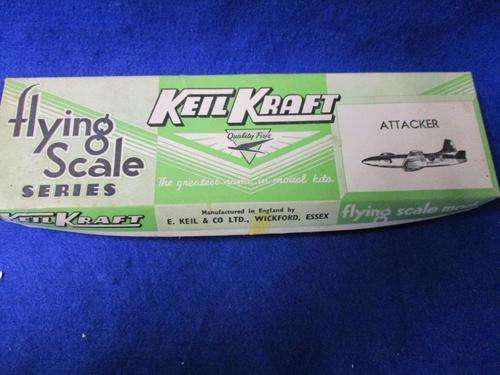 flying
Scale
SERIES
KEIL KRAFT
Quality First
The greatest name in model kits
ATTACKER
KEIL KRAFT
Manufactured in England by
E. KEIL & CO LTD., WICKFORD, ESSEX
flying scale